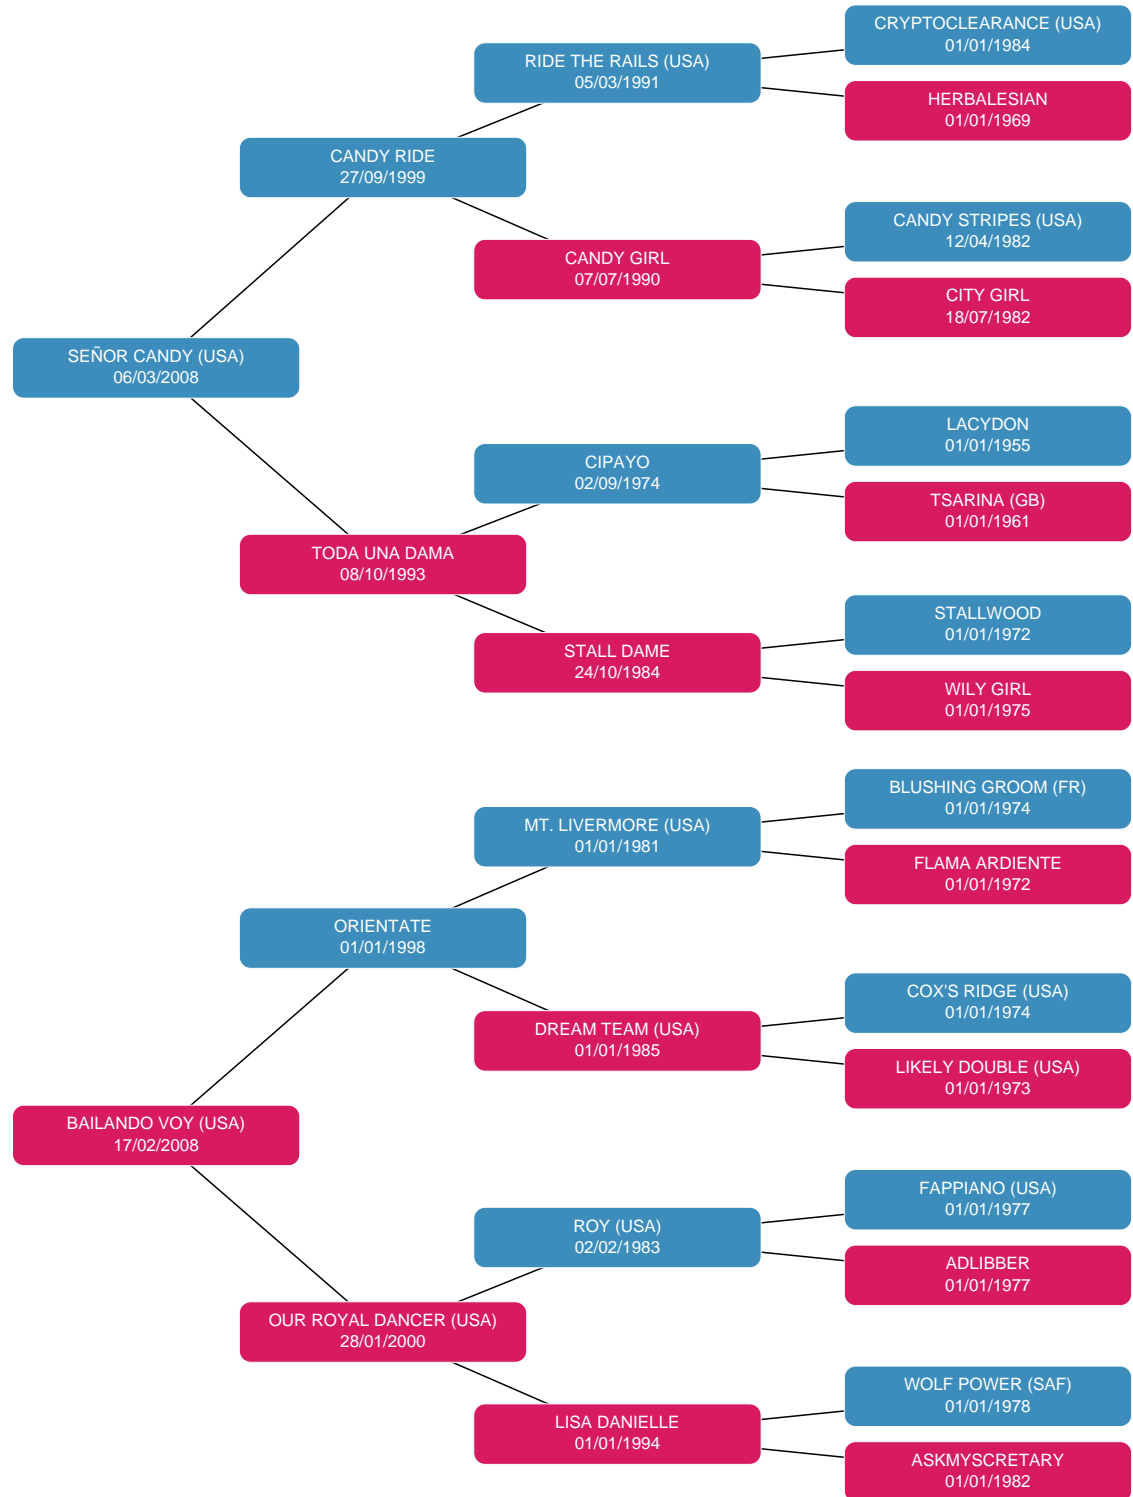 CRYPTOCLEARANCE (USA)
01/01/1984
RIDE THE RAILS (USA)
05/03/1991
HERBALESIAN
01/01/1969
CANDY RIDE
27/09/1999
CANDY STRIPES (USA)
12/04/1982
CANDY GIRL
07/07/1990
CITY GIRL
18/07/1982
SEÑOR CANDY (USA)
06/03/2008
LACYDON
01/01/1955
CIPAYO
02/09/1974
TSARINA (GB)
01/01/1961
TODA UNA DAMA
08/10/1993
STALLWOOD
01/01/1972
STALL DAME
24/10/1984
WILY GIRL
01/01/1975
BLUSHING GROOM (FR)
01/01/1974
MT. LIVERMORE (USA)
01/01/1981
FLAMA ARDIENTE
01/01/1972
ORIENTATE
01/01/1998
COX'S RIDGE (USA)
01/01/1974
DREAM TEAM (USA)
01/01/1985
LIKELY DOUBLE (USA)
01/01/1973
BAILANDO VOY (USA)
17/02/2008
FAPPIANO (USA)
01/01/1977
ROY (USA)
02/02/1983
ADLIBBER
01/01/1977
OUR ROYAL DANCER (USA)
28/01/2000
WOLF POWER (SAF)
01/01/1978
LISA DANIELLE
01/01/1994
ASKMYSCRETARY
01/01/1982